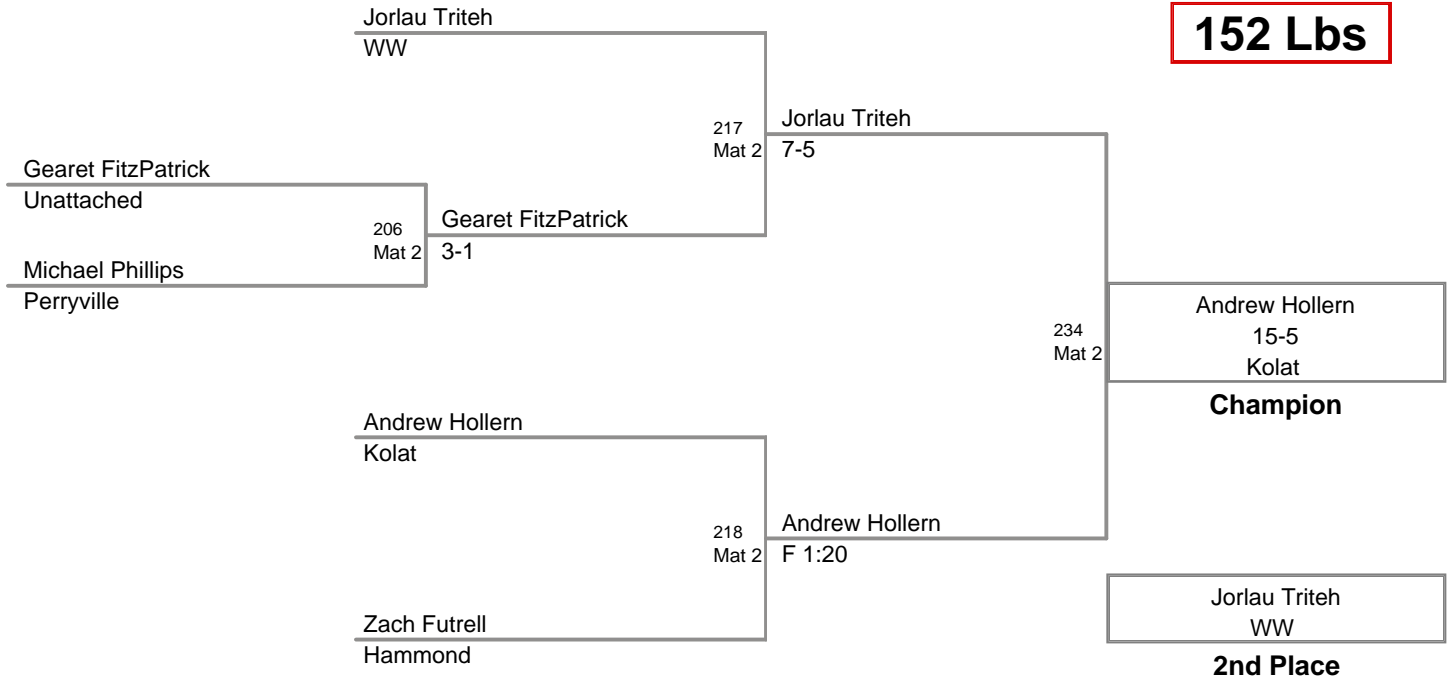 Jorlau Triteh
WW
152 Lbs
217
Mat 2
Jorlau Triteh
7-5
Gearet FitzPatrick
Unattached
206
Mat 2
Gearet FitzPatrick
3-1
Michael Phillips
Perryville
234
Mat 2
Andrew Hollern
15-5
Kolat
Champion
Andrew Hollern
Kolat
218
Mat 2
Andrew Hollern
F 1:20
Zach Futrell
Hammond
Jorlau Triteh
WW
2nd Place